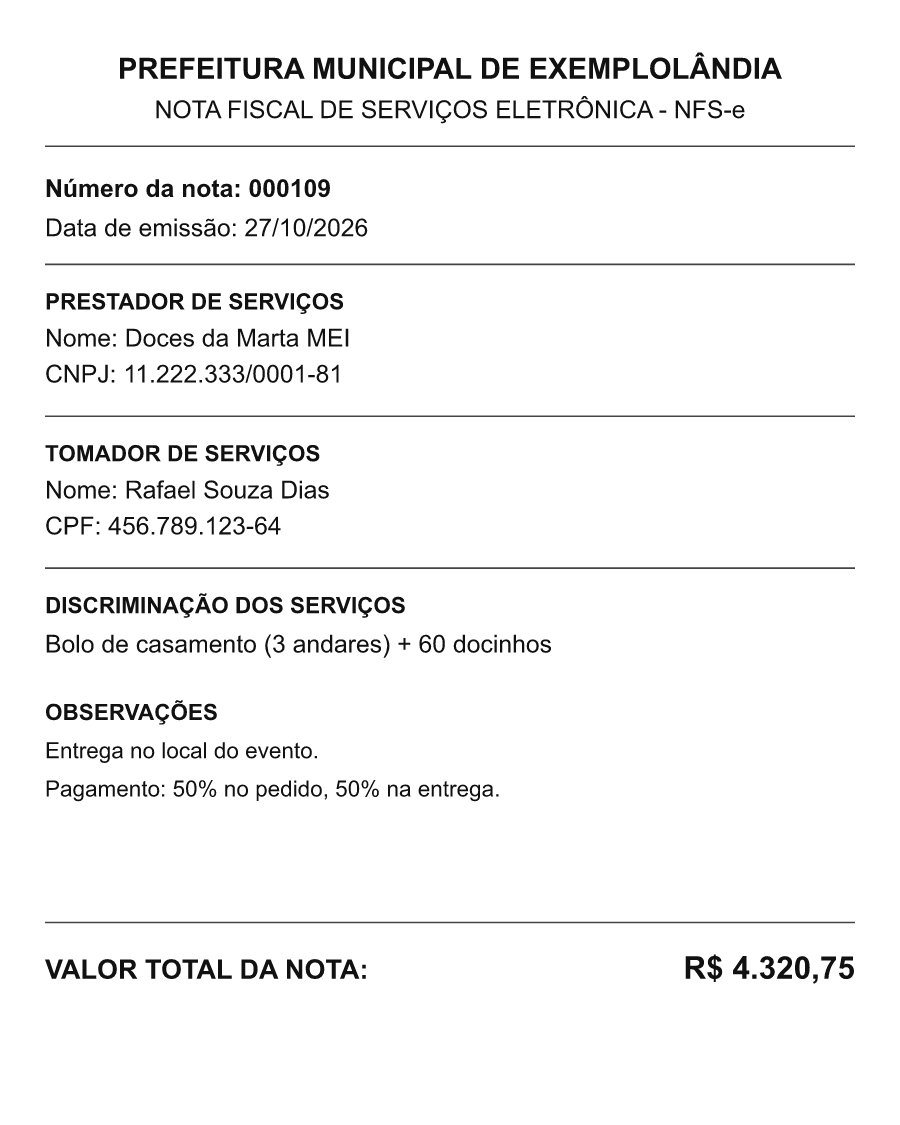 PREFEITURA MUNICIPAL DE EXEMPLOLÂNDIA
NOTA FISCAL DE SERVIÇOS ELETRÔNICA - NFS-e
Número da nota: 000109
Data de emissão: 27/10/2026
PRESTADOR DE SERVIÇOS
Nome: Doces da Marta MEI
CNPJ: 11.222.333/0001-81
TOMADOR DE SERVIÇOS
Nome: Rafael Souza Dias
CPF: 456.789.123-64
DISCRIMINAÇÃO DOS SERVIÇOS
Bolo de casamento (3 andares) + 60 docinhos
OBSERVAÇÕES
Entrega no local do evento.
Pagamento: 50% no pedido, 50% na entrega.
VALOR TOTAL DA NOTA: R$ 4.320,75